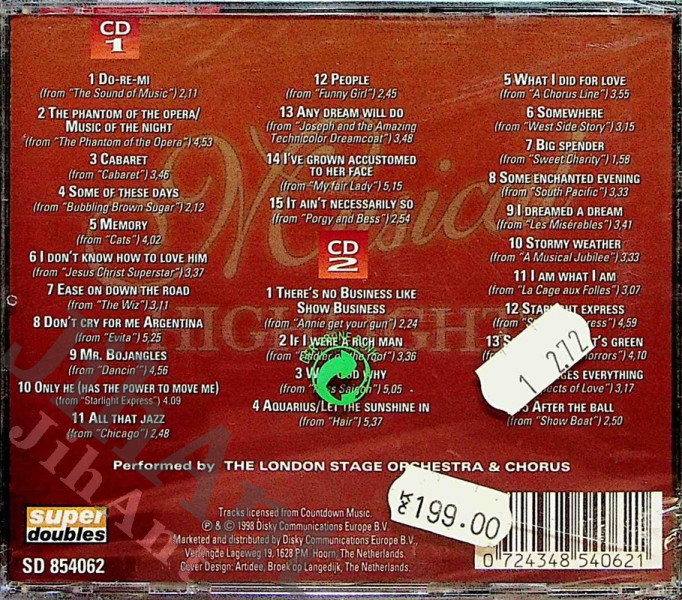 CD
1
1 DO-RE-MI
(from "The Sound of Music") 2,11
2 THE PHANTOM OF THE OPERA/
MUSIC OF THE NIGHT
(from "The Phantom of the Opera") 4,53
3 CABARET
(from "Cabaret") 3,46
4 SOME OF THESE DAYS
(from "Bubbling Brown Sugar") 2,12
5 MEMORY
(from "Cats") 4,02
6 I DON'T KNOW HOW TO LOVE HIM
(from "Jesus Christ Superstar") 3,37
7 EASE ON DOWN THE ROAD
(from "The Wiz") 3,11
8 DON'T CRY FOR ME ARGENTINA
(from "Evita") 5,25
9 MR. BOJANGLES
(from "Dancin") 4,56
10 ONLY HE (HAS THE POWER TO MOVE ME)
(from "Starlight Express") 4.09
11 ALL THAT JAZZ
(from "Chicago") 2,48
12 PEOPLE
(from "Funny Girl") 2,45
13 ANY DREAM WILL DO
(from "Joseph and the Amazing
Technicolor Dreamcoat") 3,48
14 I'VE GROWN ACCUSTOMED
TO HER FACE
(from "My fair Lady") 5,15
15 IT AIN'T NECESSARILY SO
(from "Porgy and Bess") 2,54
CD
2
1 THERE'S NO BUSINESS LIKE
SHOW BUSINESS
(from "Annie get your gun") 2,24
2 IF I WERE A RICH MAN
(from "Fiddler on the roof") 3,36
3 GOD WHY
(from "Miss Saigon") 5,05
4 AQUARIUS/LET THE SUNSHINE IN
(from "Hair") 5,37
5 WHAT I DID FOR LOVE
(from "A Chorus Line") 3,55
6 SOMEWHERE
(from "West Side Story") 3,15
7 BIG SPENDER
(from "Sweet Charity") 1,58
8 SOME ENCHANTED EVENING
(from "South Pacific") 3,33
9 I DREAMED A DREAM
(from "Les Misérables") 3,41
10 STORMY WEATHER
(from "A Musical Jubilee") 3,33
11 I AM WHAT I AM
(from "La Cage aux Folles") 3,07
12 STARLIGHT EXPRESS
4,59
13 GREEN
Horrors") 4,10
EVERYTHING
of Love") 3,17
AFTER THE BALL
(from "Show Boat") 2,50
1 272
Musical
HIGHLIGHTS
Performed by THE LONDON STAGE ORCHESTRA & CHORUS
super
doubles
SD 854062
Tracks licensed from Countdown Music.
℗ & © 1998 Disky Communications Europe B.V.
Marketed and distributed by Disky Communications Europe B.V.,
Verlengde Lageweg 19, 1628 PM Hoorn, The Netherlands.
Cover Design: Artidee, Broek op Langedijk, The Netherlands.
199.00
0 724348 540621
JihAnt
JihAnt